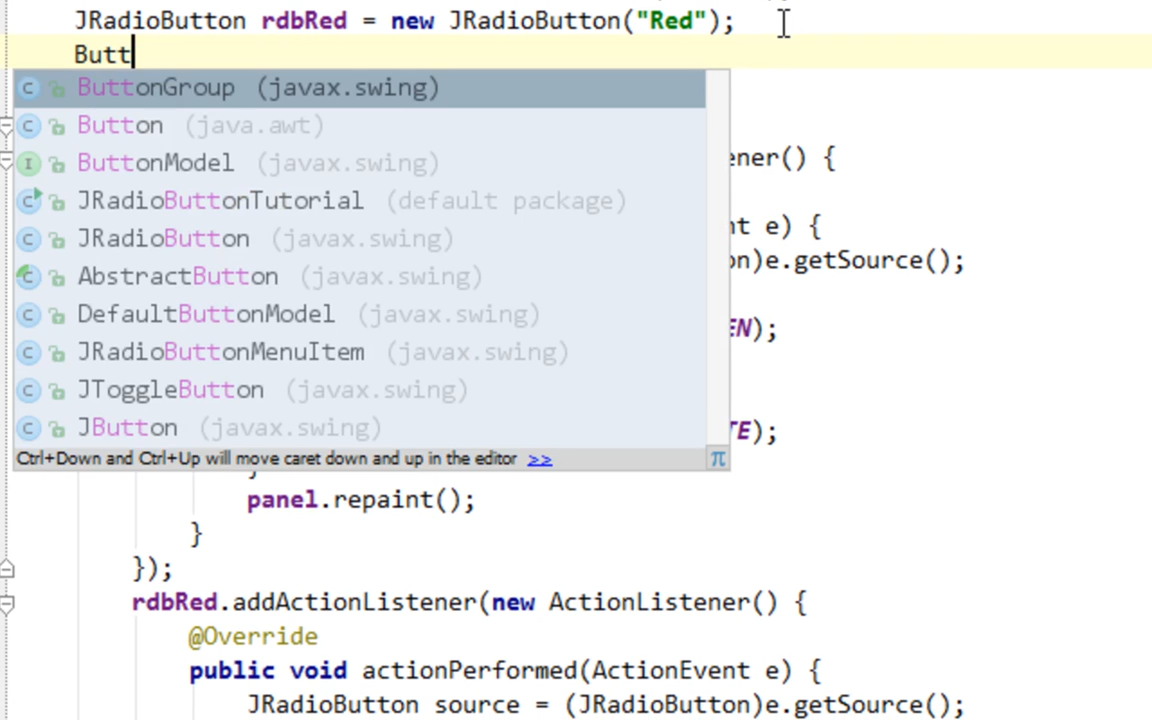 JRadioButton rdbRed = new JRadioButton("Red");
Butt
ButtonGroup (javax.swing)
Button (java.awt)
ButtonModel (javax.swing)
ener() {
JRadioButtonTutorial (default package)
nt e) {
JRadioButton (javax.swing)
on)e.getSource();
AbstractButton (javax.swing)
DefaultButtonModel (javax.swing)
EN);
JRadioButtonMenuItem (javax.swing)
JToggleButton (javax.swing)
JButton (javax.swing)
TE);
Ctrl+Down and Ctrl+Up will move caret down and up in the editor >> π
}
panel.repaint();
}
});
rdbRed.addActionListener(new ActionListener() {
@Override
public void actionPerformed(ActionEvent e) {
JRadioButton source = (JRadioButton)e.getSource();